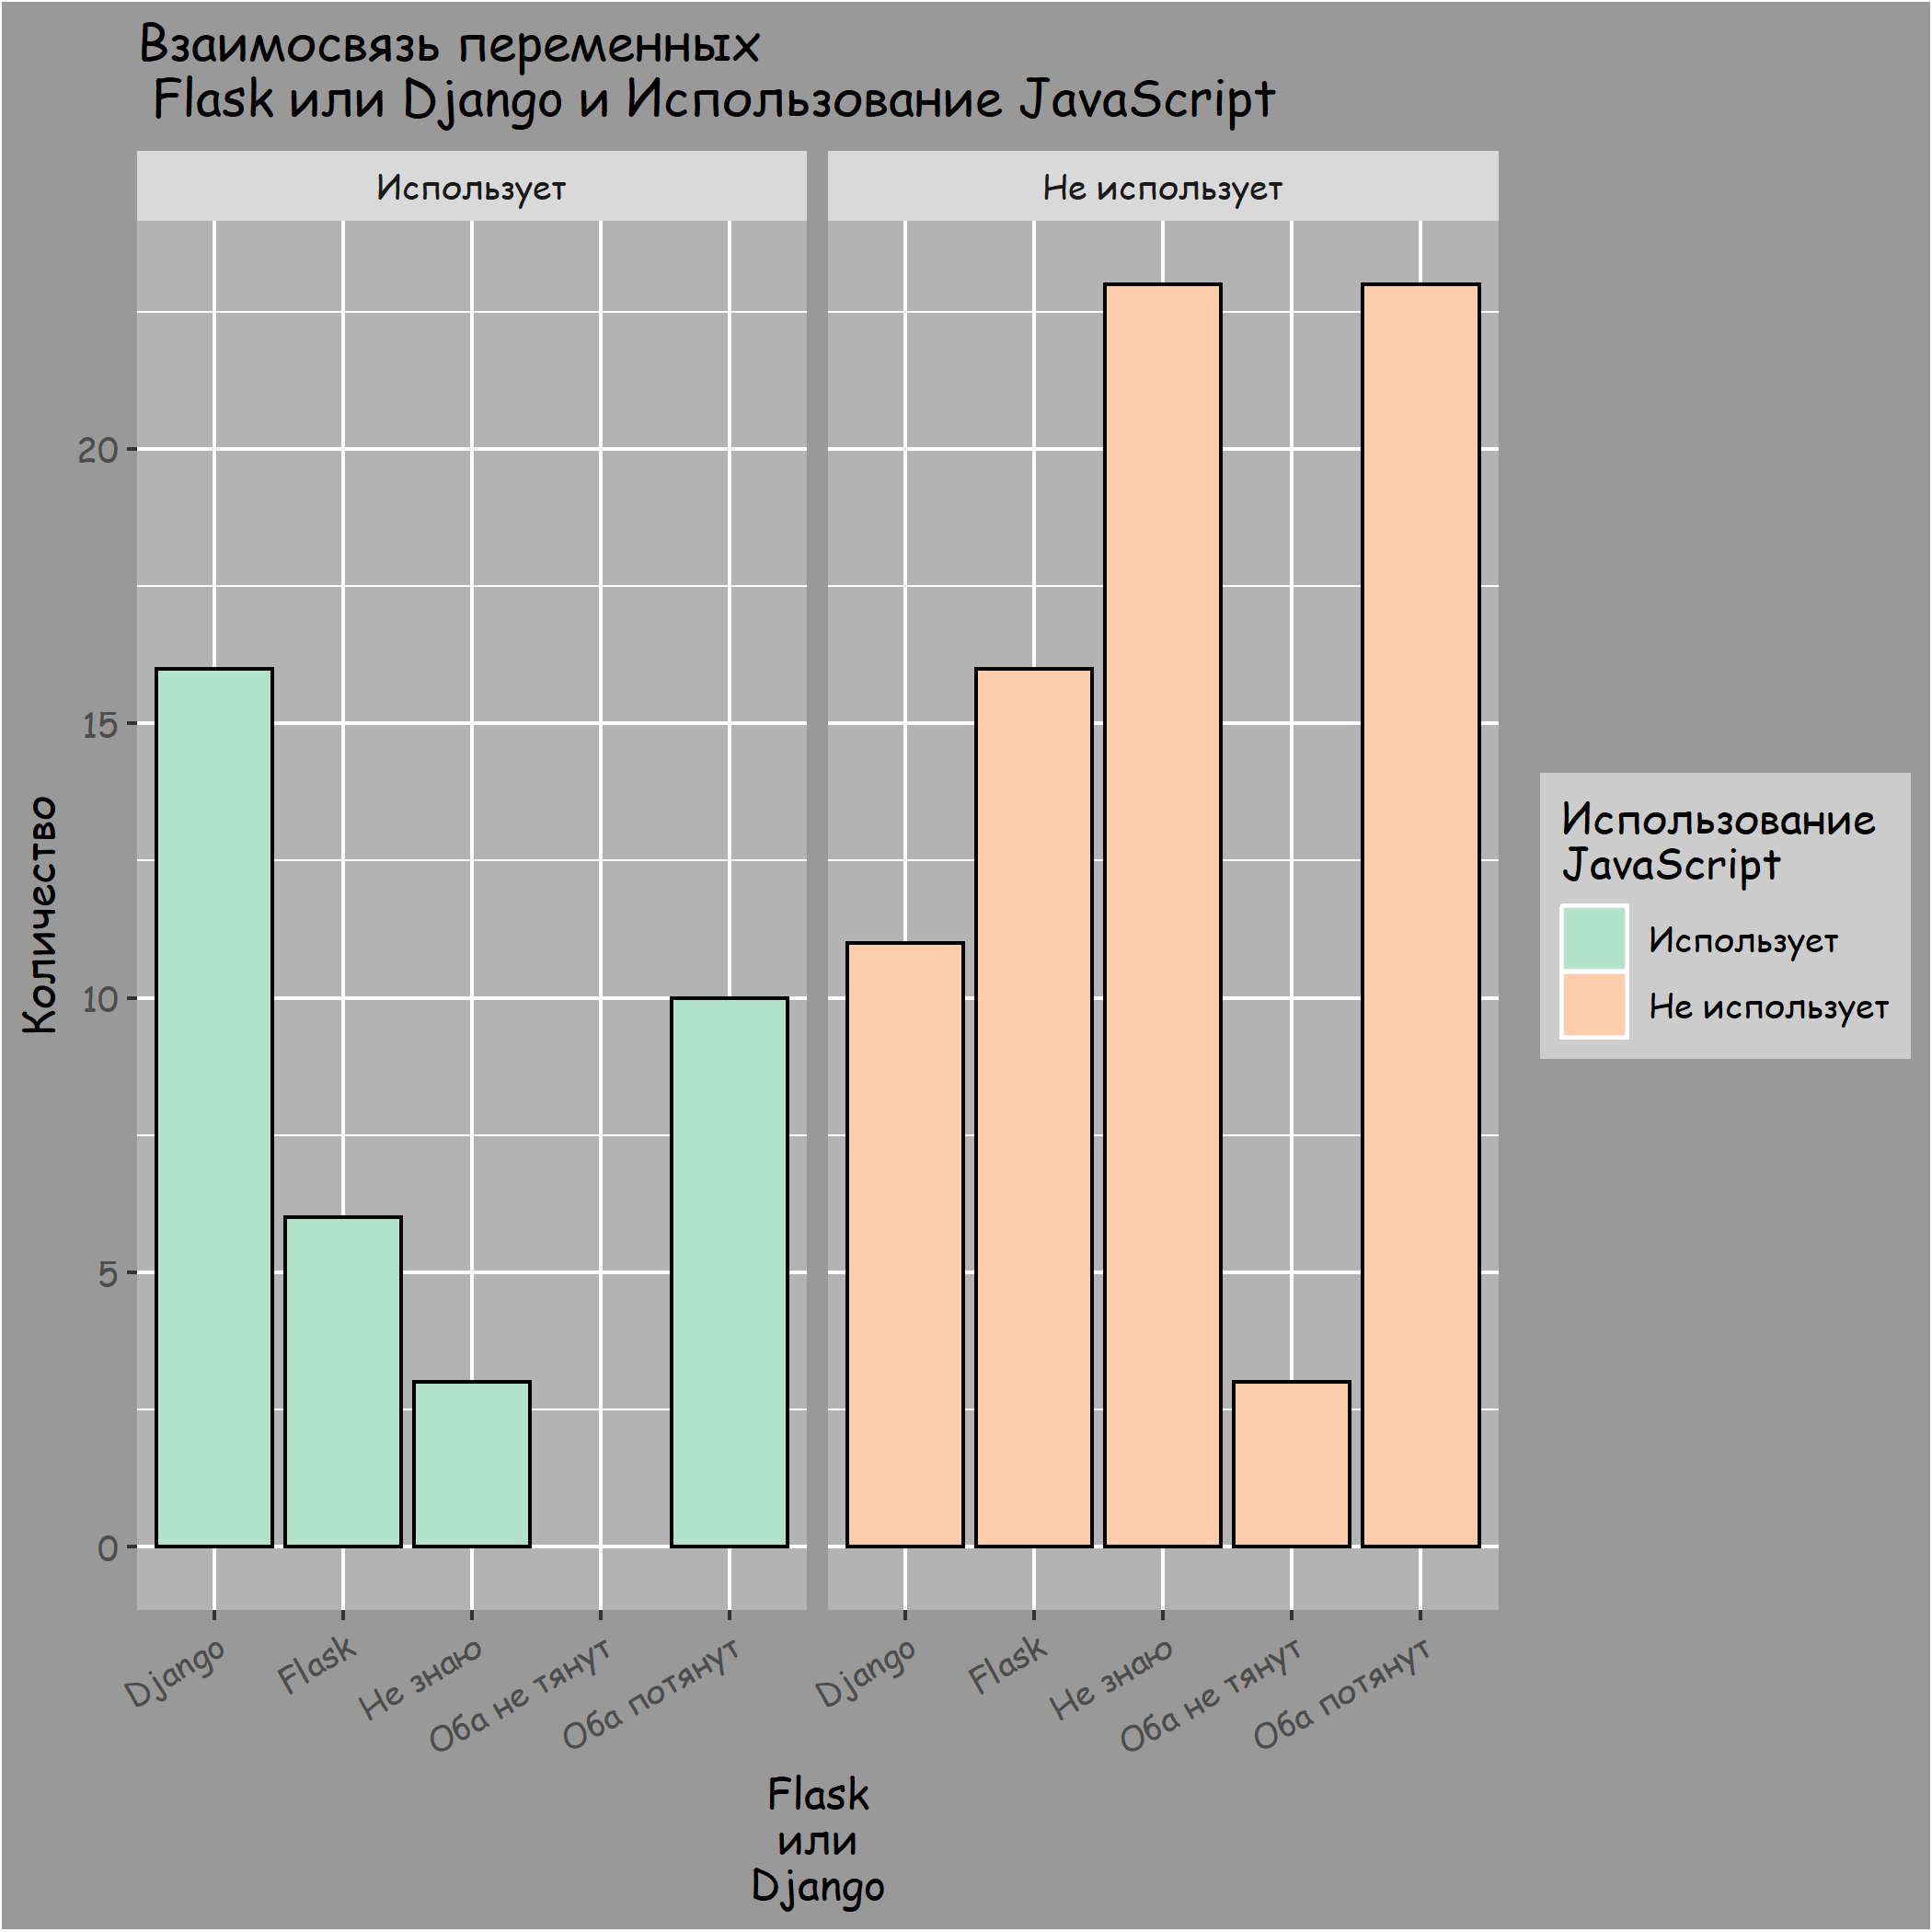 Взаимосвязь переменных
Flask или Django и Использование JavaScript
Использует
Не использует
Количество
20
15
10
5
0
Django
Flask
Не знаю
Оба не тянут
Оба потянут
Django
Flask
Не знаю
Оба не тянут
Оба потянут
Flask
или
Django
Использование
JavaScript
Использует
Не использует